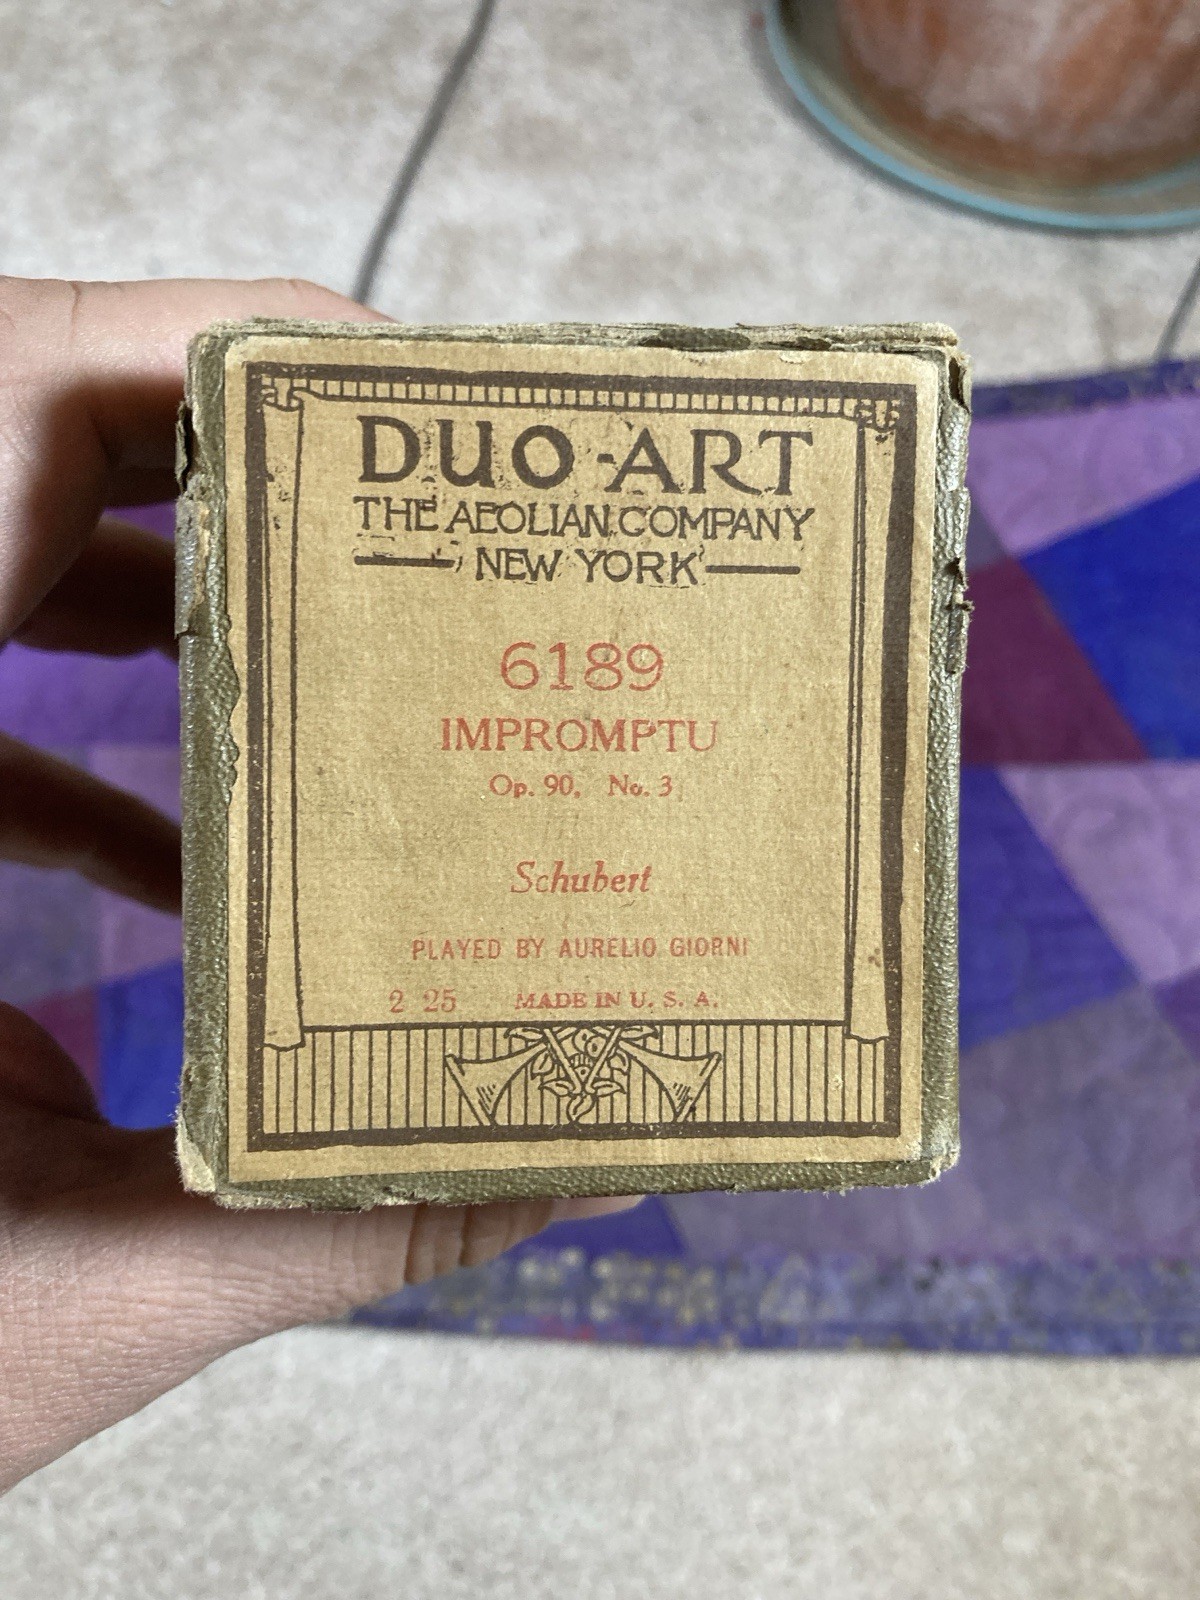 DUO-ART
THE AEOLIAN COMPANY
NEW YORK
6189
IMPROMPTU
Op. 90, No. 3
Schubert
PLAYED BY AURELIO GIORNI
2 25 MADE IN U. S. A.